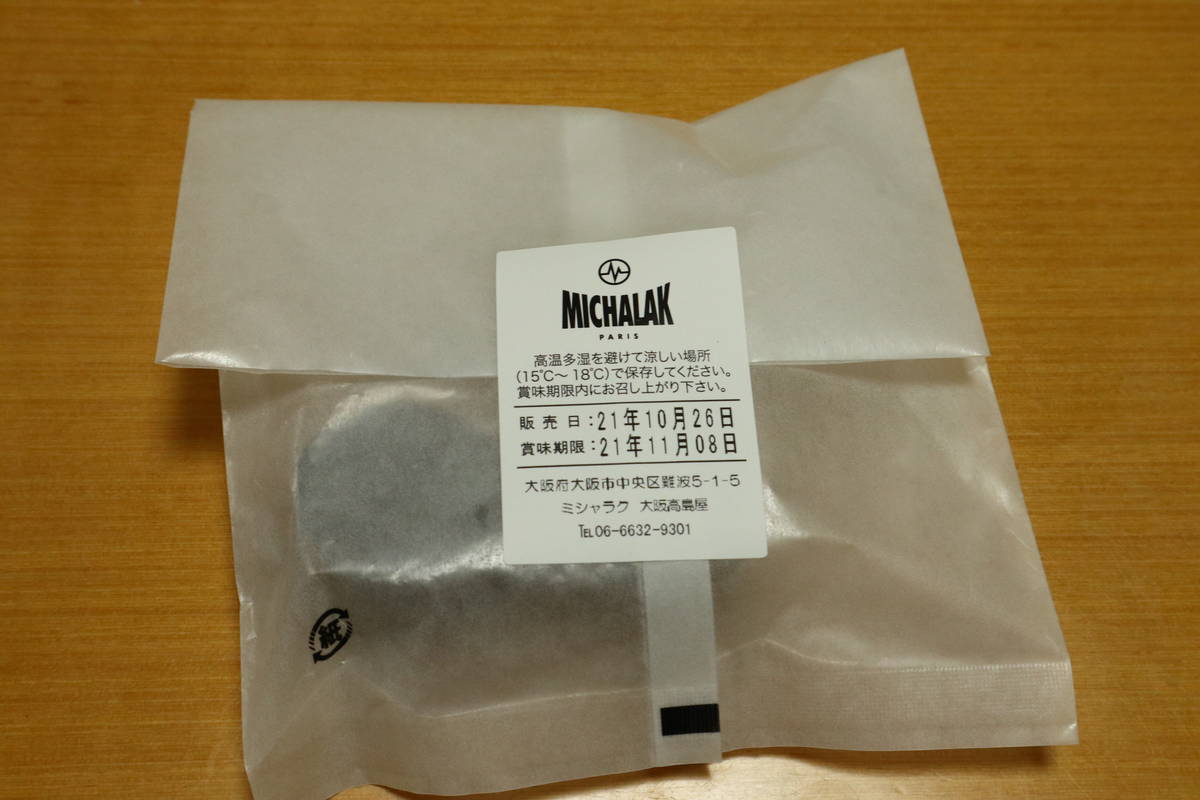 MICHALAK
PARIS
高温多湿を避けて涼しい場所
(15℃〜18℃)で保存してください。
賞味期限内にお召し上がり下さい。
販売日:21年10月26日
賞味期限:21年11月08日
大阪府大阪市中央区難波5-1-5
ミシャラク 大阪高島屋
TEL06-6632-9301
紙